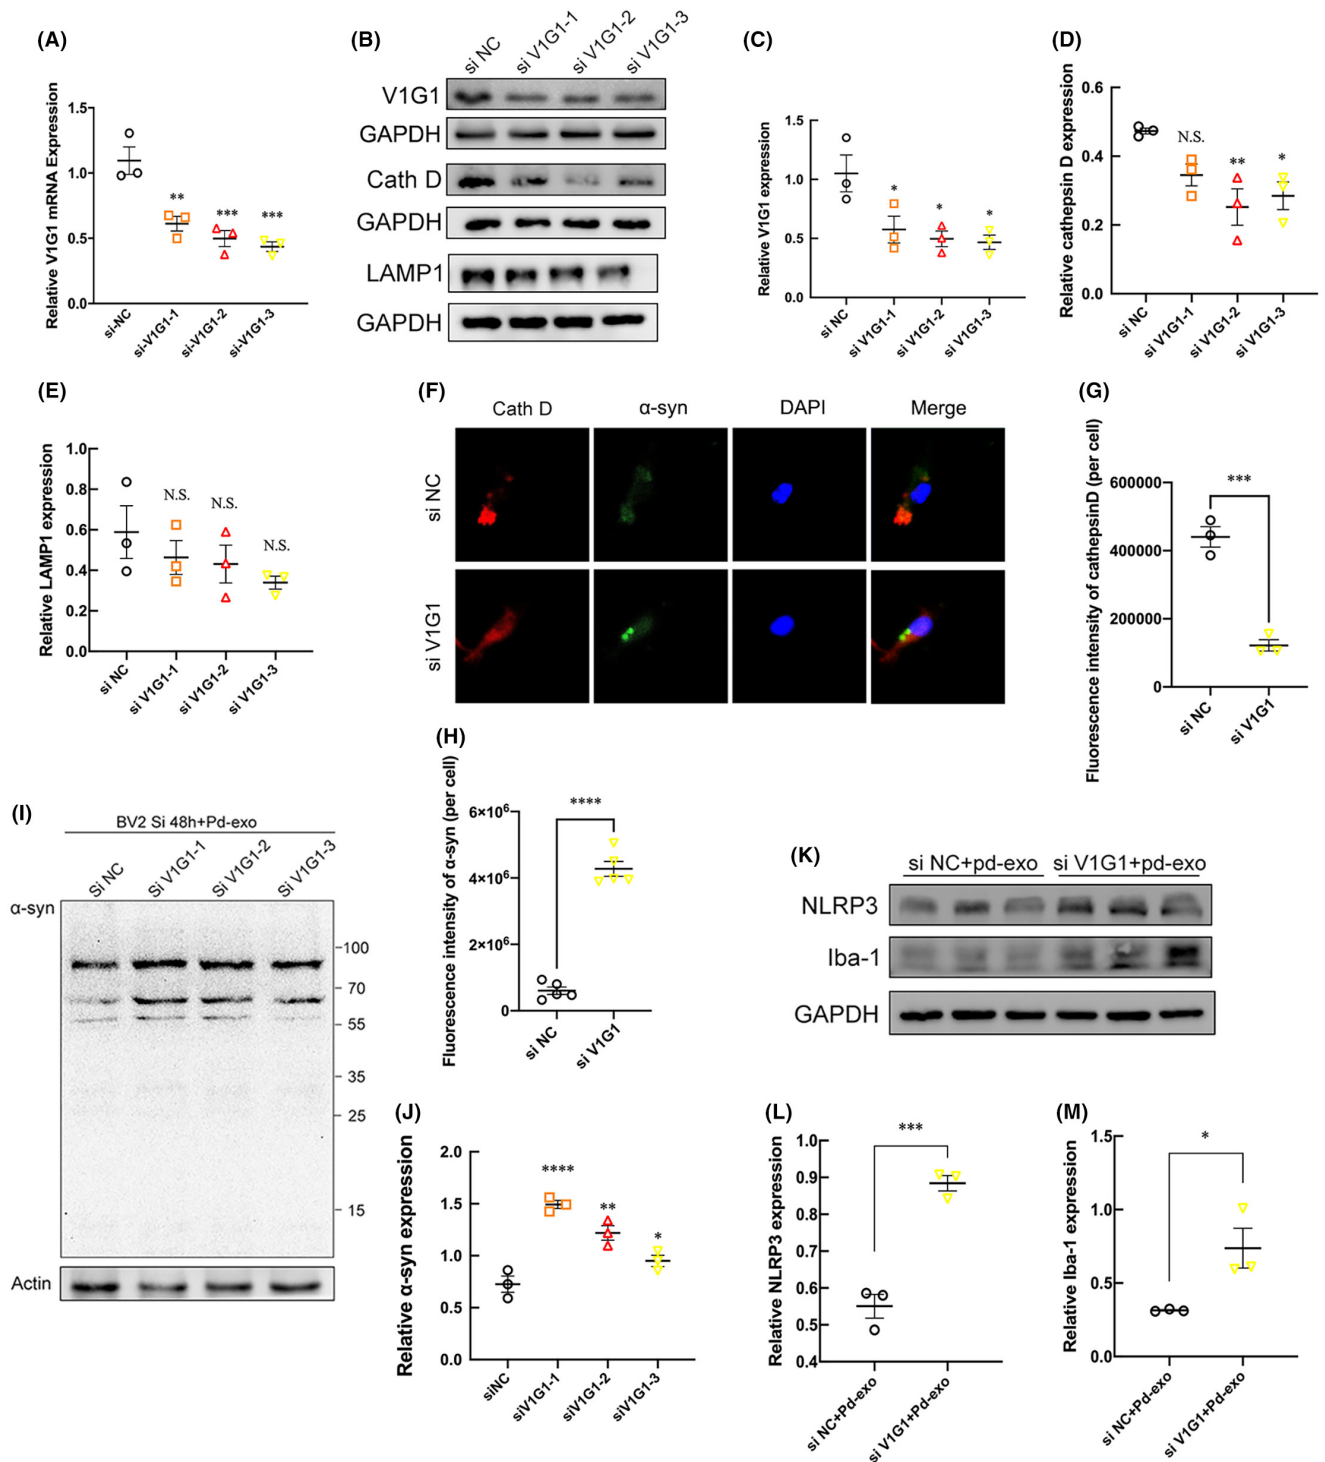 (A)
Relative V1G1 mRNA Expression
1.5
1.0
0.5
0.0
**
***
***
si-NC
si-V1G1-1
si-V1G1-2
si-V1G1-3
(B)
si NC
si V1G1-1
si V1G1-2
si V1G1-3
V1G1
GAPDH
Cath D
GAPDH
LAMP1
GAPDH
(C)
Relative V1G1 expression
1.5
1.0
0.5
0.0
*
*
*
si NC
si V1G1-1
si V1G1-2
si V1G1-3
(D)
Relative cathepsin D expression
0.6
0.4
0.2
0.0
N.S.
**
*
si NC
si V1G1-1
si V1G1-2
si V1G1-3
(E)
Relative LAMP1 expression
1.0
0.8
0.6
0.4
0.2
0.0
N.S.
N.S.
N.S.
si NC
si V1G1-1
si V1G1-2
si V1G1-3
(F)
Cath D
α-syn
DAPI
Merge
si NC
si V1G1
(G)
Fluorescence intensity of cathepsinD (per cell)
600000
400000
200000
0
***
si NC
si V1G1
(H)
Fluorescence intensity of α-syn (per cell)
6×10⁶
4×10⁶
2×10⁶
0
****
si NC
si V1G1
(I)
BV2 Si 48h+Pd-exo
Si NC
Si V1G1-1
Si V1G1-2
Si V1G1-3
α-syn
100
70
55
35
25
15
Actin
(J)
Relative α-syn expression
2.0
1.5
1.0
0.5
0.0
****
**
*
siNC
siV1G1-1
siV1G1-2
siV1G1-3
(K)
si NC+pd-exo
si V1G1+pd-exo
NLRP3
Iba-1
GAPDH
(L)
Relative NLRP3 expression
1.0
0.9
0.8
0.7
0.6
0.5
0.4
***
si NC+Pd-exo
si V1G1+Pd-exo
(M)
Relative Iba-1 expression
1.5
1.0
0.5
0.0
*
si NC+Pd-exo
si V1G1+Pd-exo